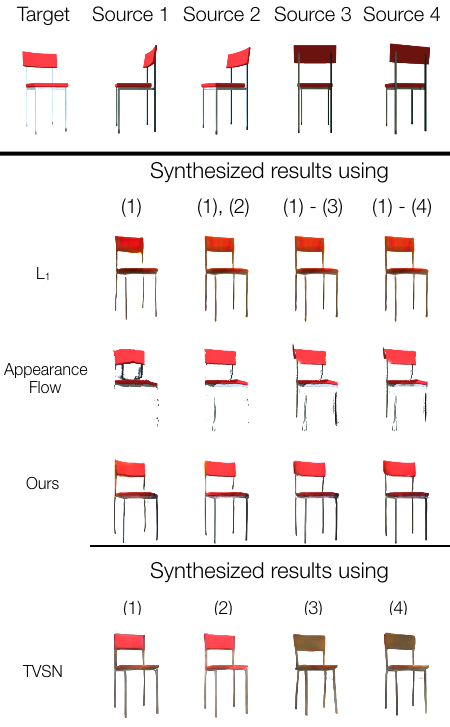 Target Source 1 Source 2 Source 3 Source 4
Synthesized results using
(1) (1), (2) (1) - (3) (1) - (4)
L₁
Appearance
Flow
Ours
Synthesized results using
(1) (2) (3) (4)
TVSN